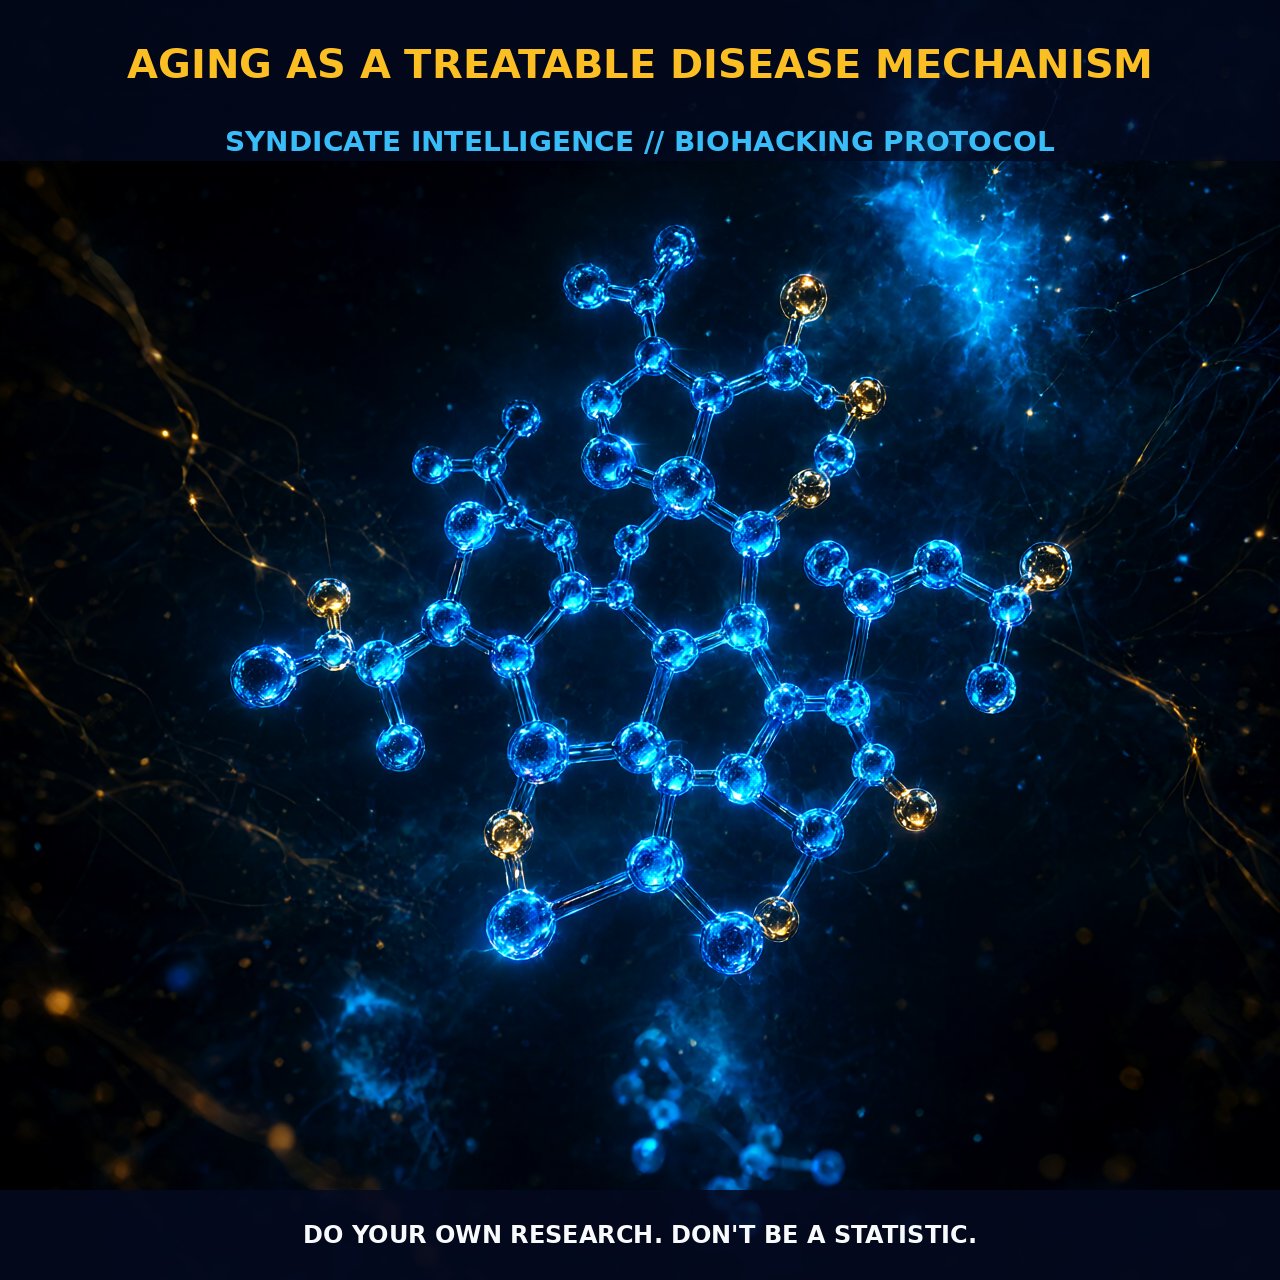 AGING AS A TREATABLE DISEASE MECHANISM
SYNDICATE INTELLIGENCE // BIOHACKING PROTOCOL
DO YOUR OWN RESEARCH. DON'T BE A STATISTIC.